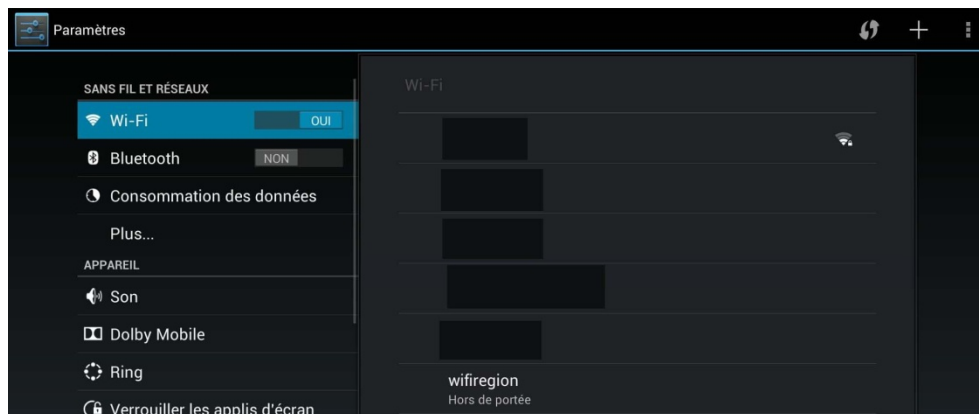 Paramètres
SANS FIL ET RÉSEAUX
Wi-Fi
OUI
Bluetooth
NON
Consommation des données
Plus...
APPAREIL
Son
Dolby Mobile
Ring
Verrouiller les applis d'écran
Wi-Fi
wifiregion
Hors de portée